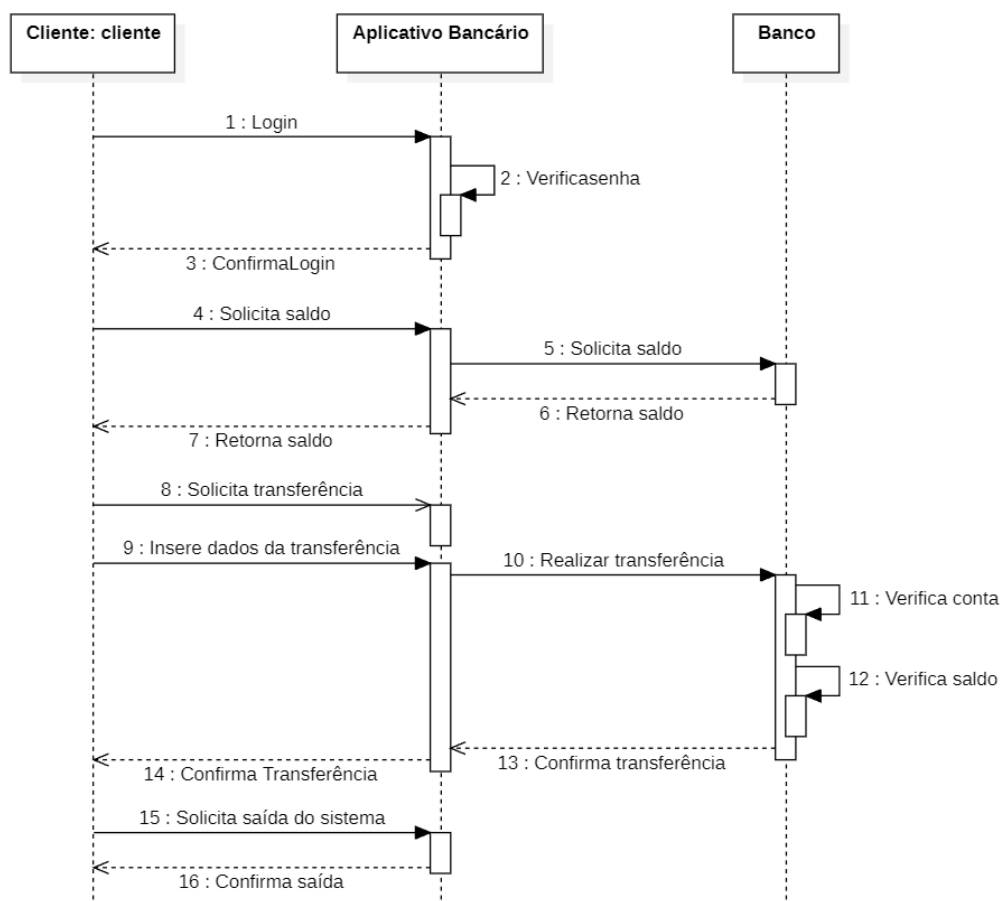 Cliente: cliente
Aplicativo Bancário
Banco
1 : Login
2 : Verificasenha
3 : ConfirmaLogin
4 : Solicita saldo
5 : Solicita saldo
6 : Retorna saldo
7 : Retorna saldo
8 : Solicita transferência
9 : Insere dados da transferência
10 : Realizar transferência
11 : Verifica conta
12 : Verifica saldo
13 : Confirma transferência
14 : Confirma Transferência
15 : Solicita saída do sistema
16 : Confirma saída